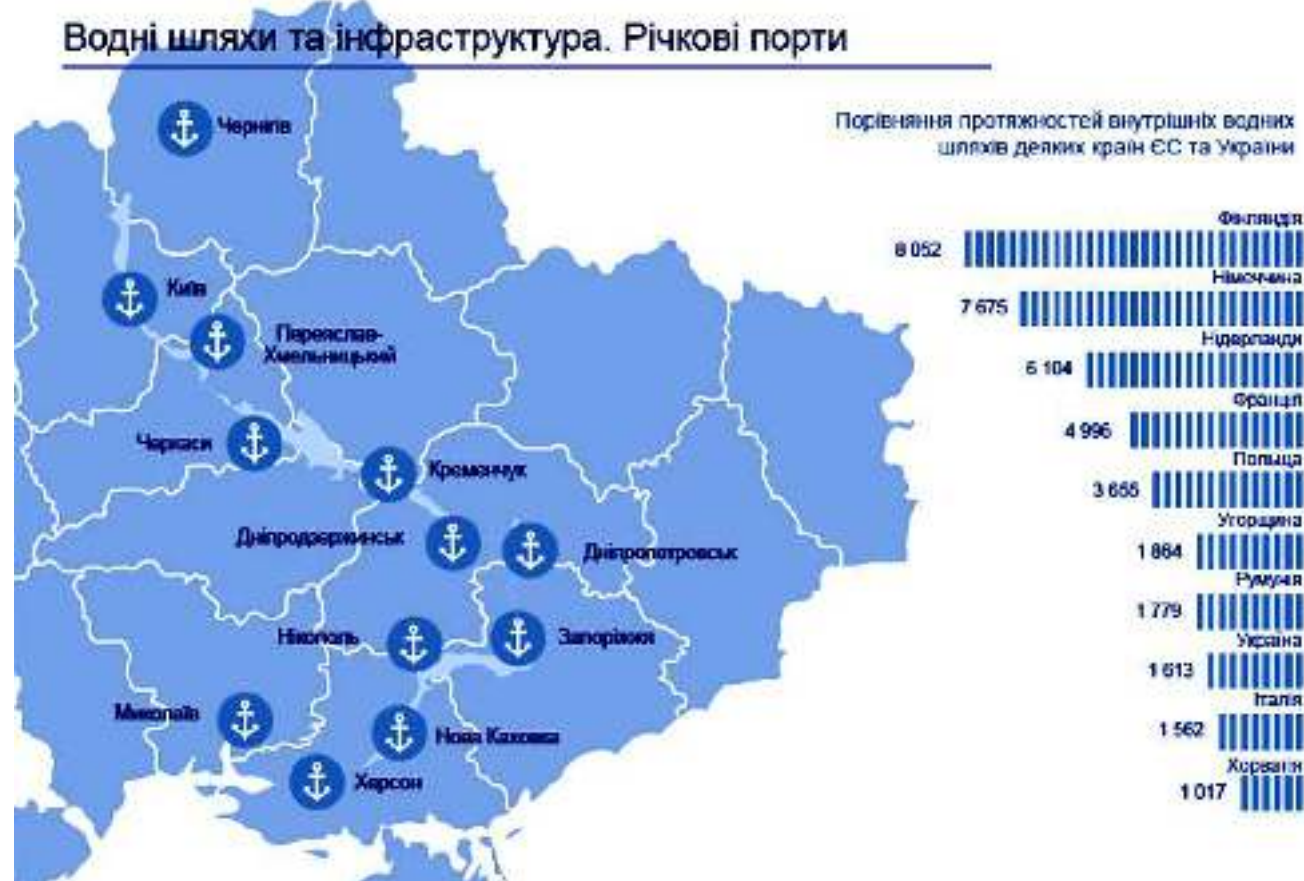 Водні шляхи та інфраструктура. Річкові порти
Чернігів
Порівняння протяжностей внутрішніх водних
шляхів деяких країн ЄС та України
Фінляндія
8 052
Німеччина
7 675
Нідерланди
6 104
Франція
4 996
Польща
3 655
Угорщина
1 864
Румунія
1 779
Україна
1 613
Італія
1 562
Хорватія
1 017
Київ
Переяслав-
Хмельницький
Черкаси
Кременчук
Дніпродзержинськ
Дніпропетровськ
Нікополь
Запоріжжя
Миколаїв
Нова Каховка
Херсон